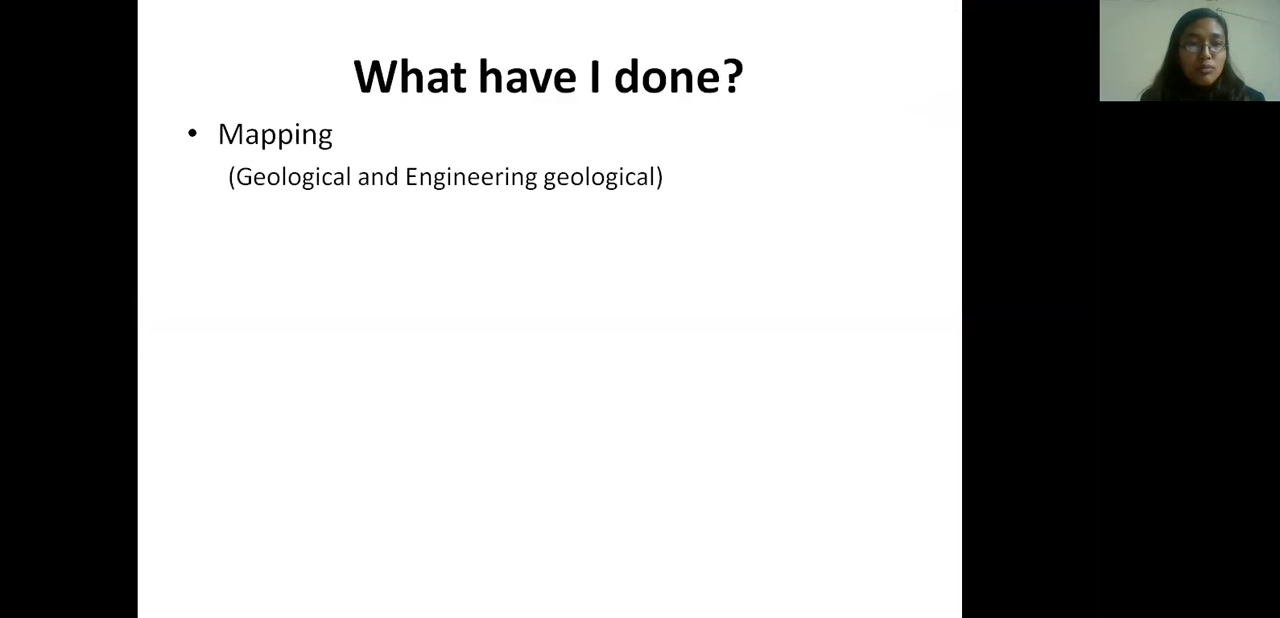 What have I done?
• Mapping
(Geological and Engineering geological)